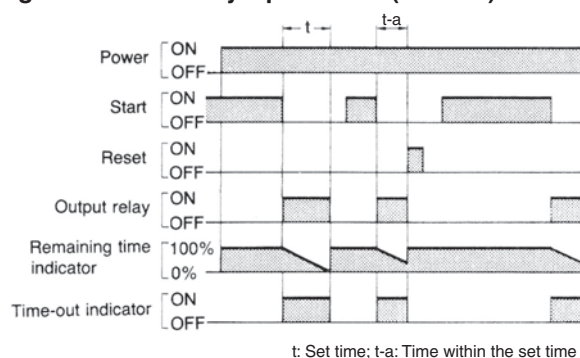 t
t-a
Power ON
OFF
Start ON
OFF
Reset ON
OFF
Output relay ON
OFF
Remaining time indicator 100%
0%
Time-out indicator ON
OFF
t: Set time; t-a: Time within the set time